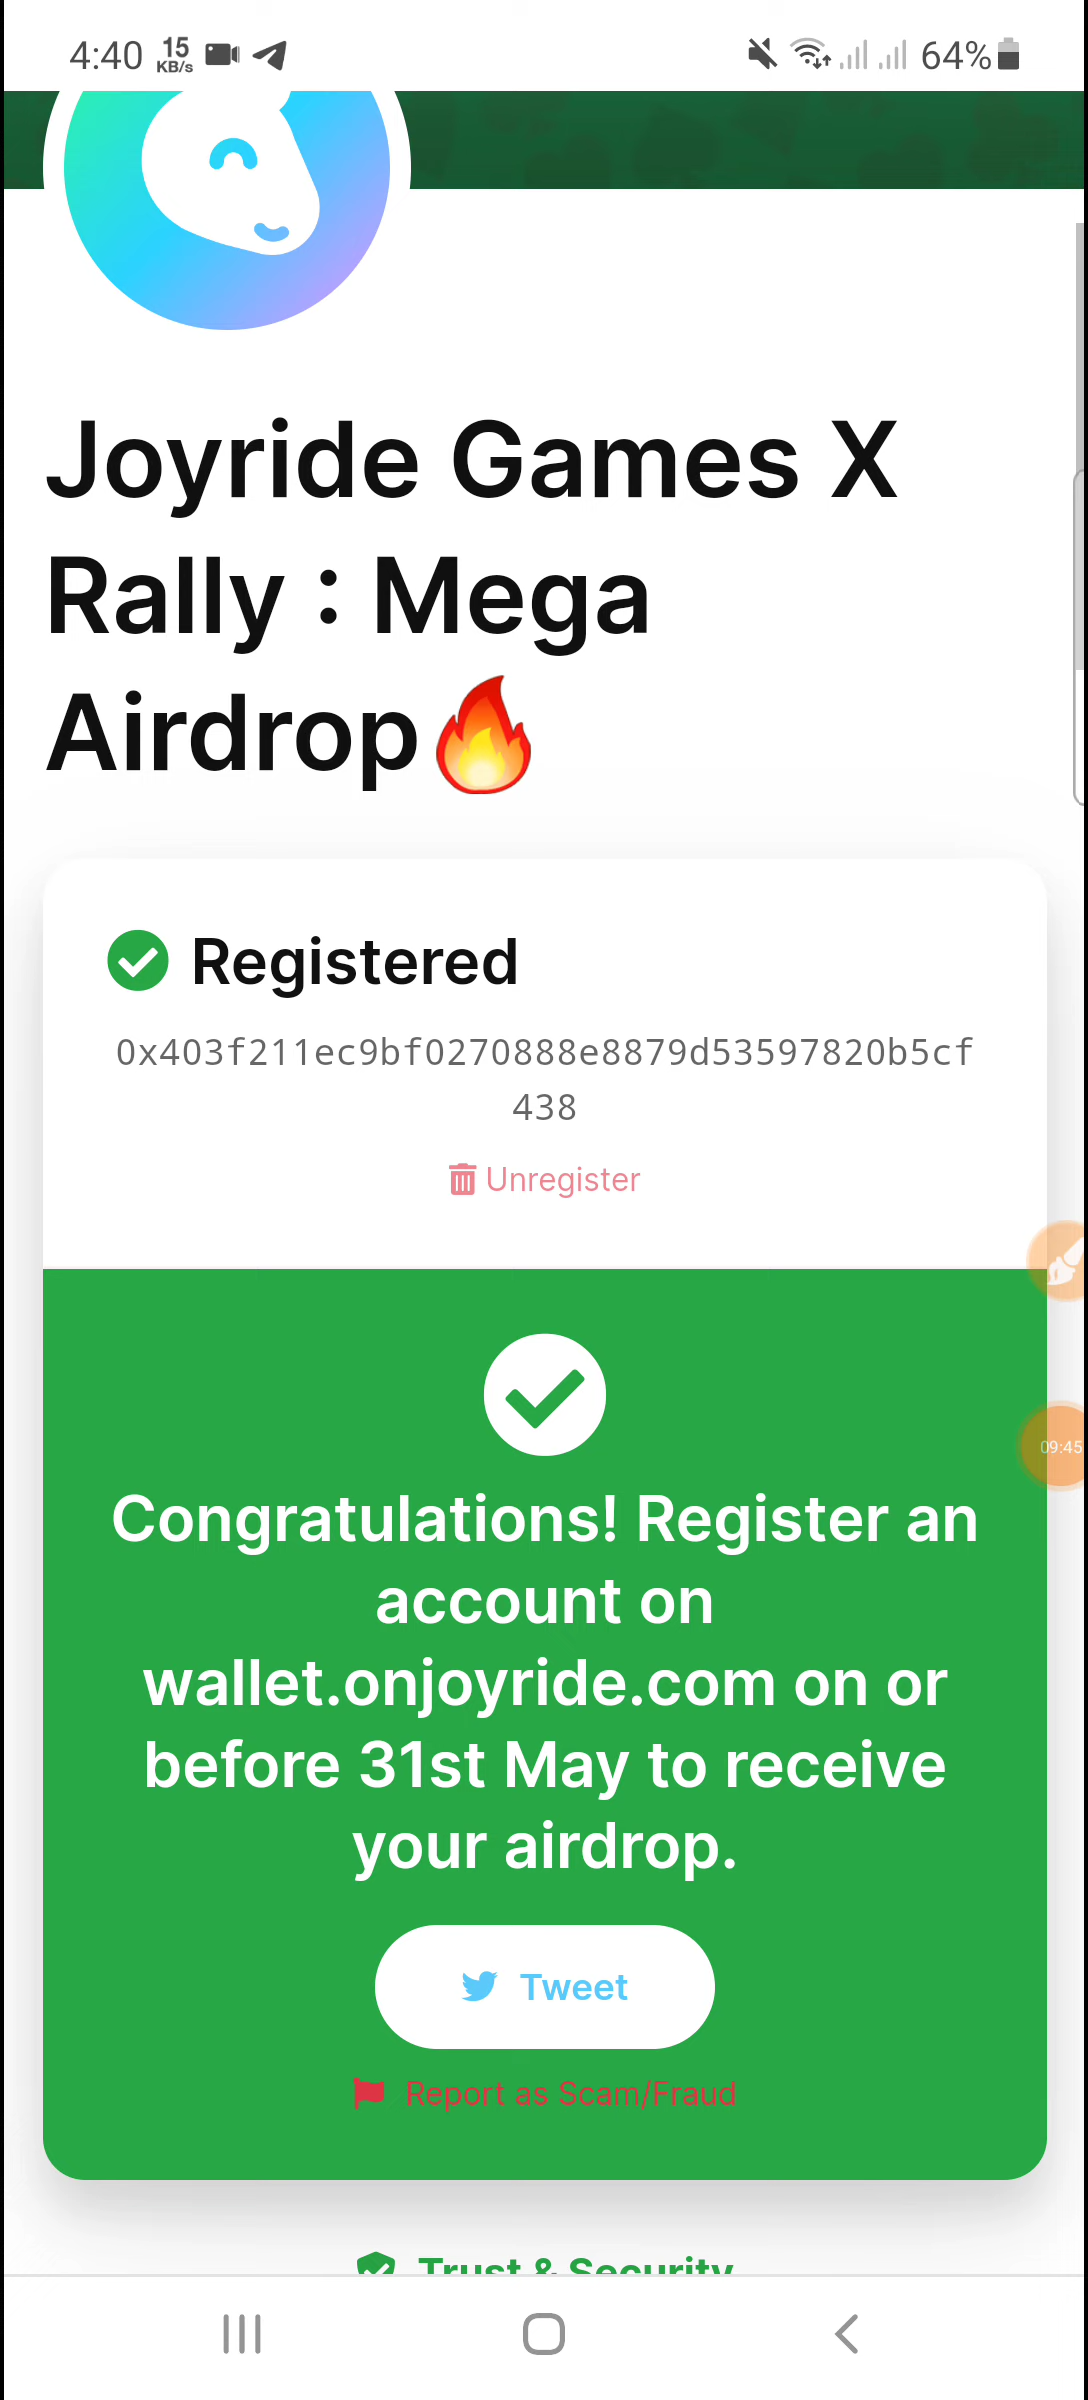 4:40 15 KB/s 64%
Joyride Games X
Rally : Mega
Airdrop🔥
Registered
0x403f211ec9bf0270888e8879d53597820b5cf
438
Unregister
09:45
Congratulations! Register an
account on
wallet.onjoyride.com on or
before 31st May to receive
your airdrop.
Tweet
Report as Scam/Fraud
Trust & Security